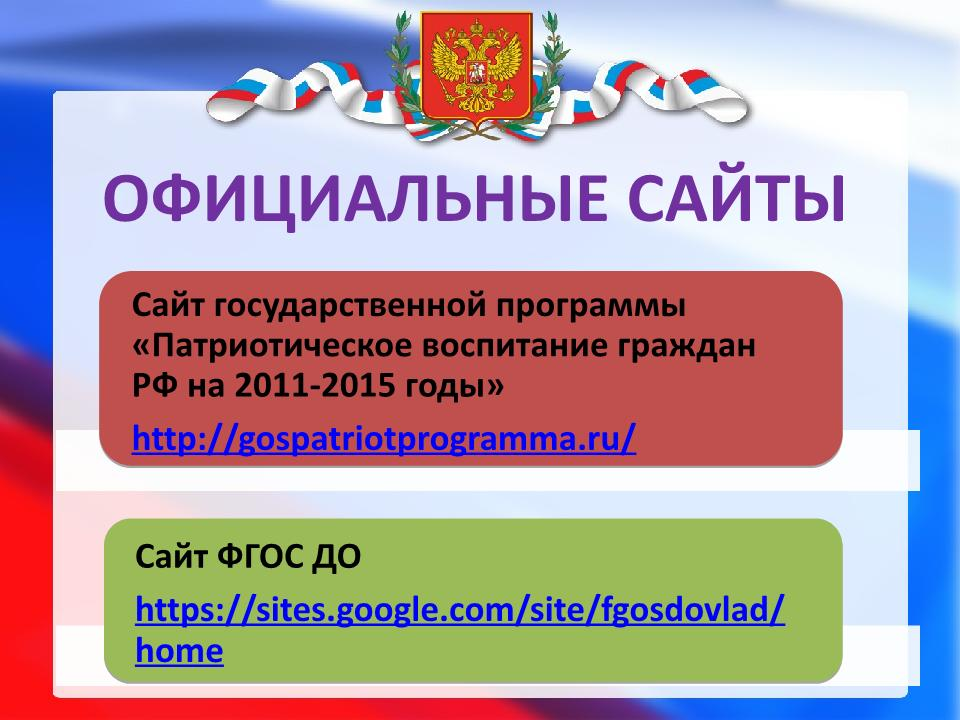 ОФИЦИАЛЬНЫЕ САЙТЫ
Сайт государственной программы
«Патриотическое воспитание граждан
РФ на 2011-2015 годы»
http://gospatriotprogramma.ru/
Сайт ФГОС ДО
https://sites.google.com/site/fgosdovlad/
home